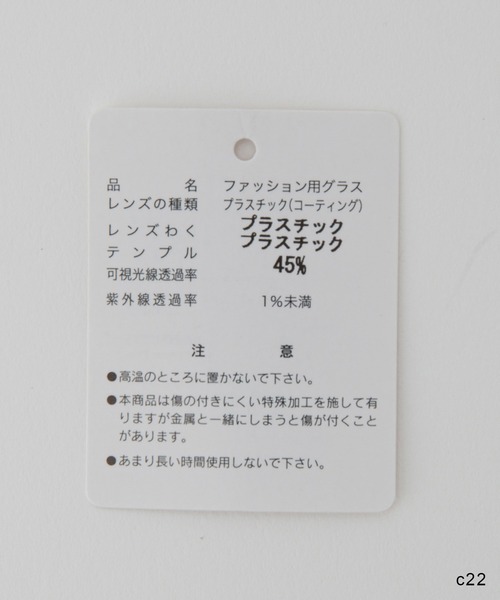 品名 ファッション用グラス
レンズの種類 プラスチック(コーティング)
レンズわく プラスチック
テンプル プラスチック
可視光線透過率 45%
紫外線透過率 1%未満
注意
●高温のところに置かないで下さい。
●本商品は傷の付きにくい特殊加工を施して有
りますが金属と一緒にしまうと傷が付くこと
があります。
●あまり長い時間使用しないで下さい。
c22